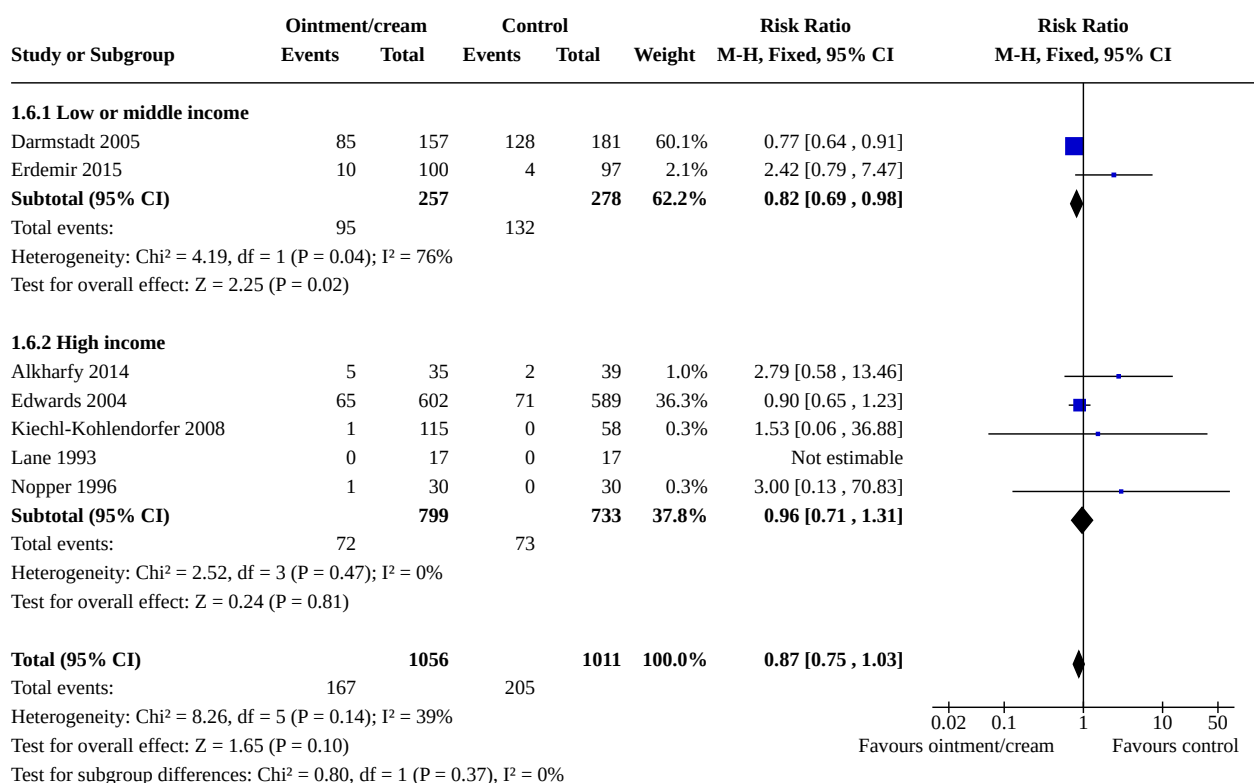 Ointment/cream Control Risk Ratio Risk Ratio
Study or Subgroup Events Total Events Total Weight M-H, Fixed, 95% CI M-H, Fixed, 95% CI
1.6.1 Low or middle income
Darmstadt 2005 85 157 128 181 60.1% 0.77 [0.64 , 0.91]
Erdemir 2015 10 100 4 97 2.1% 2.42 [0.79 , 7.47]
Subtotal (95% CI) 257 278 62.2% 0.82 [0.69 , 0.98]
Total events: 95 132
Heterogeneity: Chi² = 4.19, df = 1 (P = 0.04); I² = 76%
Test for overall effect: Z = 2.25 (P = 0.02)
1.6.2 High income
Alkharfy 2014 5 35 2 39 1.0% 2.79 [0.58 , 13.46]
Edwards 2004 65 602 71 589 36.3% 0.90 [0.65 , 1.23]
Kiechl-Kohlendorfer 2008 1 115 0 58 0.3% 1.53 [0.06 , 36.88]
Lane 1993 0 17 0 17 Not estimable
Nopper 1996 1 30 0 30 0.3% 3.00 [0.13 , 70.83]
Subtotal (95% CI) 799 733 37.8% 0.96 [0.71 , 1.31]
Total events: 72 73
Heterogeneity: Chi² = 2.52, df = 3 (P = 0.47); I² = 0%
Test for overall effect: Z = 0.24 (P = 0.81)
Total (95% CI) 1056 1011 100.0% 0.87 [0.75 , 1.03]
Total events: 167 205
Heterogeneity: Chi² = 8.26, df = 5 (P = 0.14); I² = 39%
0.02 0.1 1 10 50
Test for overall effect: Z = 1.65 (P = 0.10)
Favours ointment/cream Favours control
Test for subgroup differences: Chi² = 0.80, df = 1 (P = 0.37), I² = 0%